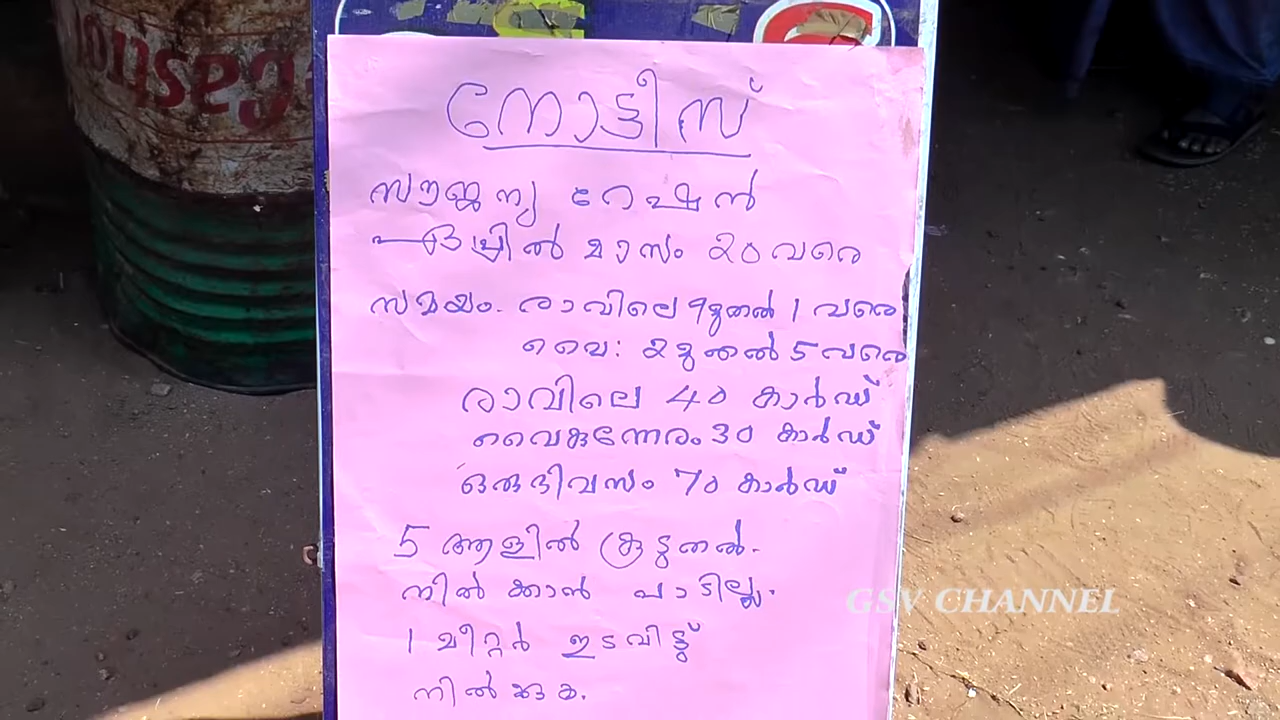 നോട്ടീസ്
സൗജന്യ റേഷൻ
ഏപ്രിൽ മാസം 20 വരെ
സമയം. രാവിലെ 9 മുതൽ 1 വരെ
വൈ: 2 മുതൽ 5 വരെ
രാവിലെ 40 കാർഡ്
വൈകുന്നേരം 30 കാർഡ്
ഒരു ദിവസം 70 കാർഡ്
5 ആളിൽ കൂടുതൽ.
നിൽക്കാൻ പാടില്ല.
1 മീറ്റർ ഇടവിട്ട്
നിൽക്കുക.
GSV CHANNEL